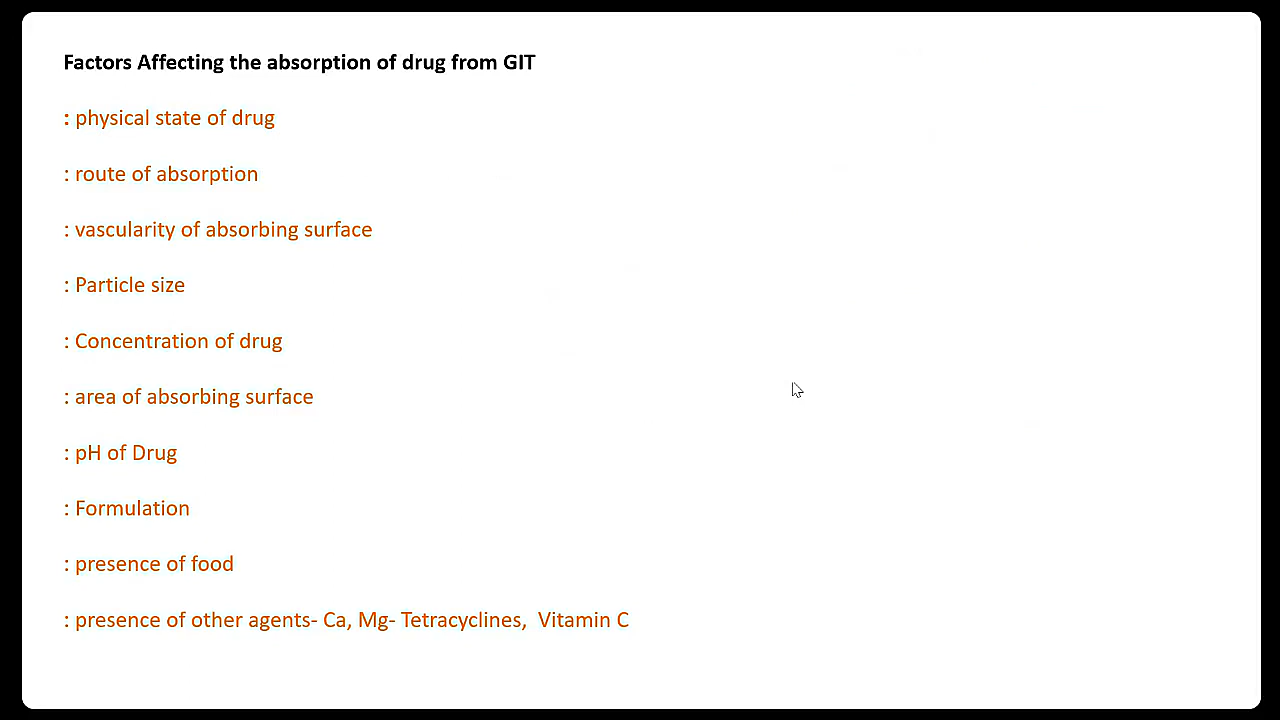 Factors Affecting the absorption of drug from GIT
: physical state of drug
: route of absorption
: vascularity of absorbing surface
: Particle size
: Concentration of drug
: area of absorbing surface
: pH of Drug
: Formulation
: presence of food
: presence of other agents- Ca, Mg- Tetracyclines,  Vitamin C